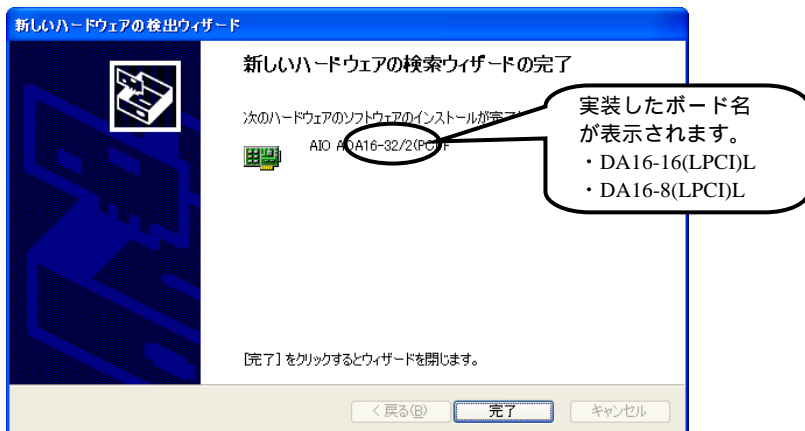 新しいハードウェアの検出ウィザード
新しいハードウェアの検索ウィザードの完了
次のハードウェアのソフトウェアのインストールが完了
AIO ADA16-32/2(PCI)F
実装したボード名
が表示されます。
・DA16-16(LPCI)L
・DA16-8(LPCI)L
[完了] をクリックするとウィザードを閉じます。
< 戻る(B)
完了
キャンセル